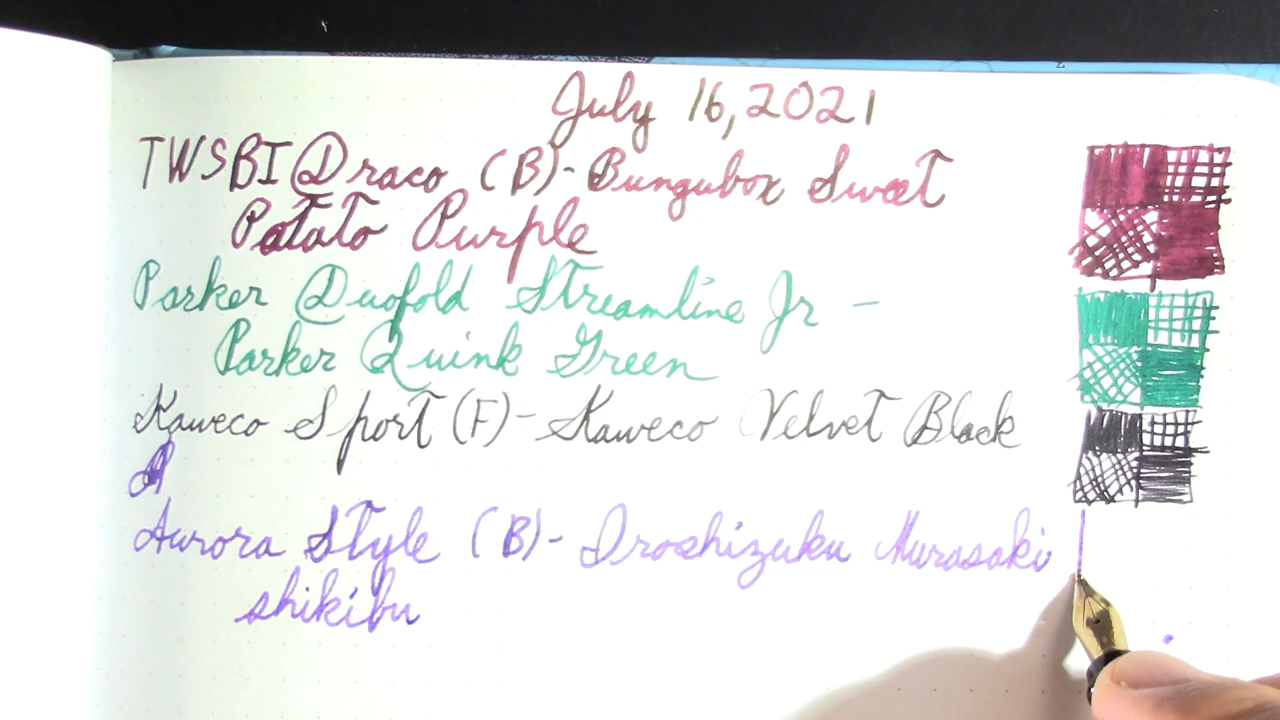 July 16, 2021
TWSBI Draco (B)- Bungubox Sweet
Potato Purple
Parker Duofold Streamline Jr -
Parker Quink Green
Kaweco Sport (F)- Kaweco Velvet Black
A
Aurora Style (B)- Iroshizuku Murasaki
shikibu